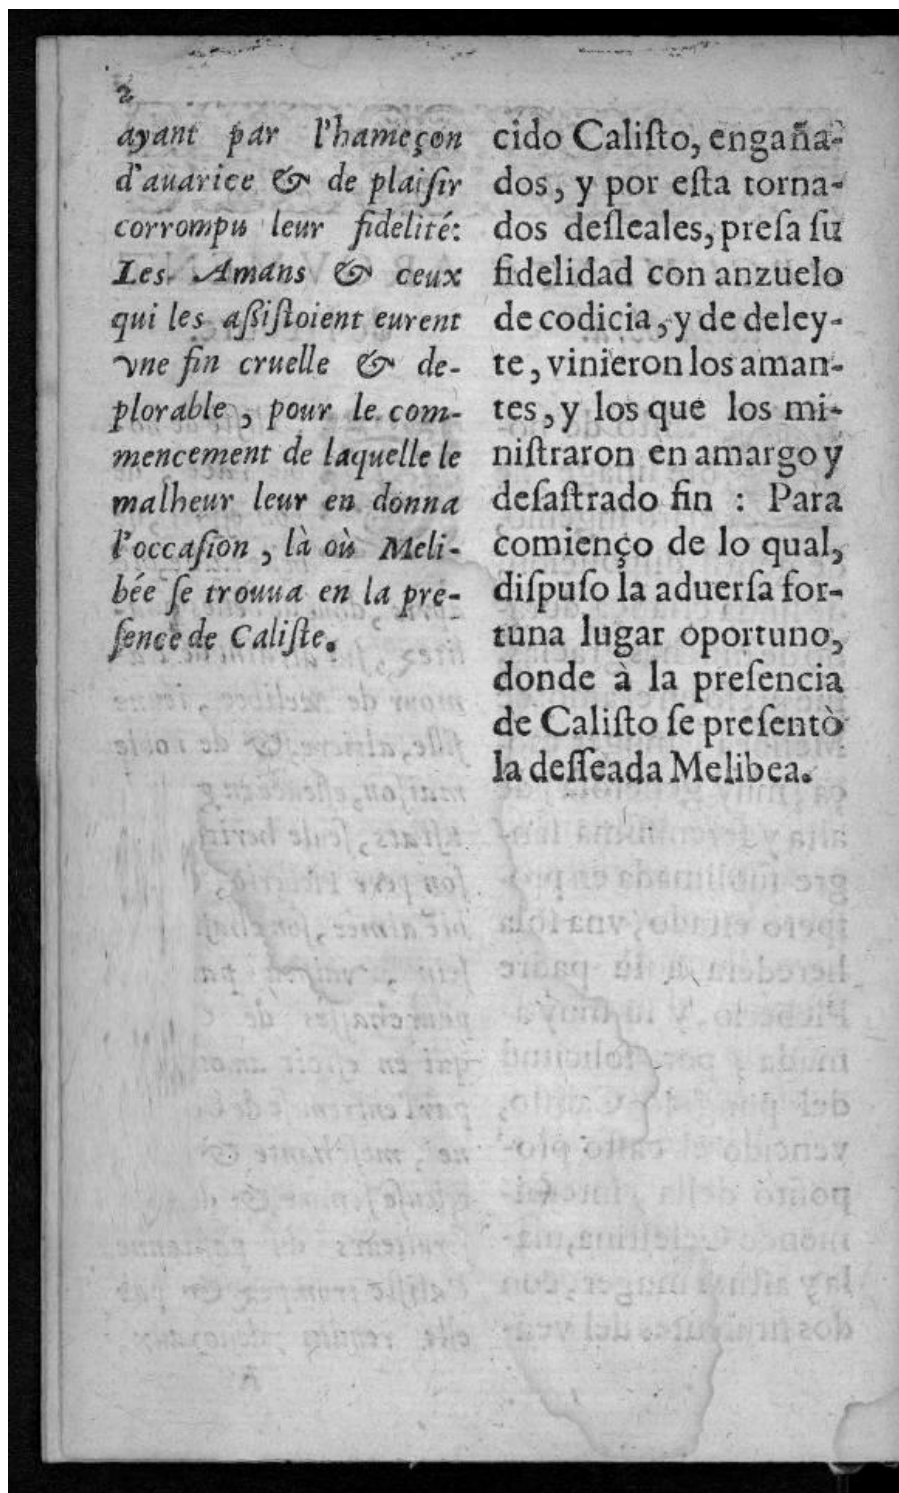 2
ayant par l'hameçon
d'auarice & de plaiſir
corrompu leur fidelité:
Les Amans & ceux
qui les aſsiſtoient eurent
vne fin cruelle & de-
plorable, pour le com-
mencement de laquelle le
malheur leur en donna
l'occaſion, là où Meli-
bée ſe trouua en la pre-
ſence de Caliſte.
cido Caliſto, engaña-
dos, y por eſta torna-
dos deſleales, preſa ſu
fidelidad con anzuelo
de codicia, y de deley-
te, vinieron los aman-
tes, y los que los mi-
niſtraron en amargo y
deſaſtrado fin : Para
comienço de lo qual,
diſpuſo la aduerſa for-
tuna lugar oportuno,
donde à la preſencia
de Caliſto ſe preſentò
la deſſeada Melibea.